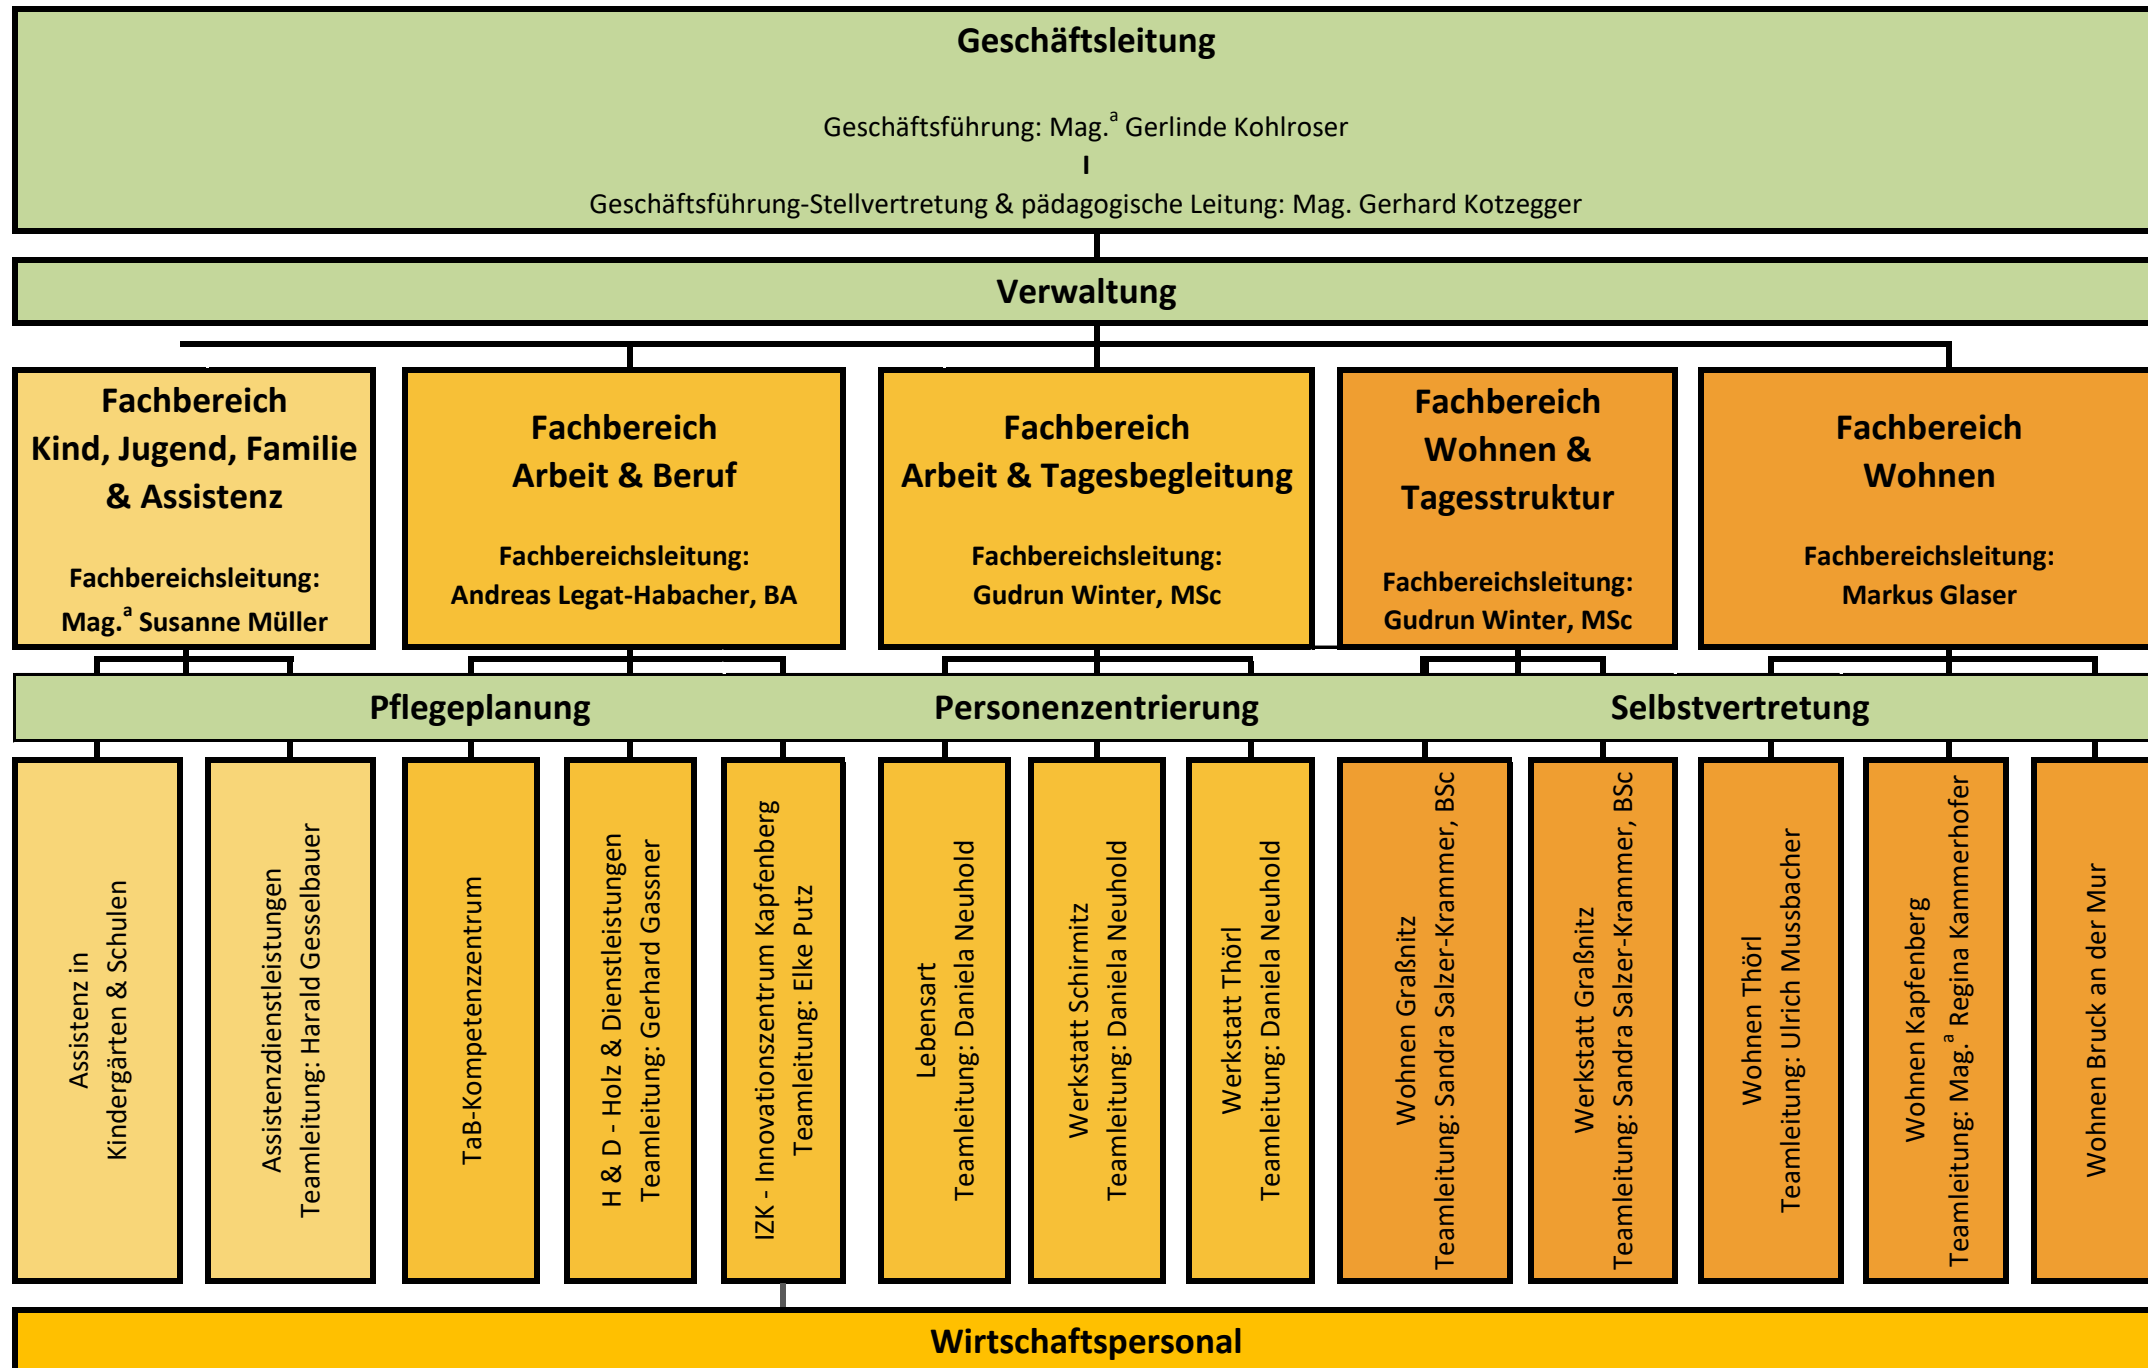 Geschäftsleitung
Geschäftsführung: Mag.ª Gerlinde Kohlroser
I
Geschäftsführung-Stellvertretung & pädagogische Leitung: Mag. Gerhard Kotzegger
Verwaltung
Fachbereich
Kind, Jugend, Familie
& Assistenz
Fachbereichsleitung:
Mag.ª Susanne Müller
Fachbereich
Arbeit & Beruf
Fachbereichsleitung:
Andreas Legat-Habacher, BA
Fachbereich
Arbeit & Tagesbegleitung
Fachbereichsleitung:
Gudrun Winter, MSc
Fachbereich
Wohnen &
Tagesstruktur
Fachbereichsleitung:
Gudrun Winter, MSc
Fachbereich
Wohnen
Fachbereichsleitung:
Markus Glaser
Pflegeplanung
Personenzentrierung
Selbstvertretung
Assistenz in
Kindergärten & Schulen
Assistenzdienstleistungen
Teamleitung: Harald Gesselbauer
TaB-Kompetenzzentrum
H & D - Holz & Dienstleistungen
Teamleitung: Gerhard Gassner
IZK - Innovationszentrum Kapfenberg
Teamleitung: Elke Putz
Lebensart
Teamleitung: Daniela Neuhold
Werkstatt Schirmitz
Teamleitung: Daniela Neuhold
Werkstatt Thörl
Teamleitung: Daniela Neuhold
Wohnen Graßnitz
Teamleitung: Sandra Salzer-Krammer, BSc
Werkstatt Graßnitz
Teamleitung: Sandra Salzer-Krammer, BSc
Wohnen Thörl
Teamleitung: Ulrich Mussbacher
Wohnen Kapfenberg
Teamleitung: Mag.ª Regina Kammerhofer
Wohnen Bruck an der Mur
Wirtschaftspersonal